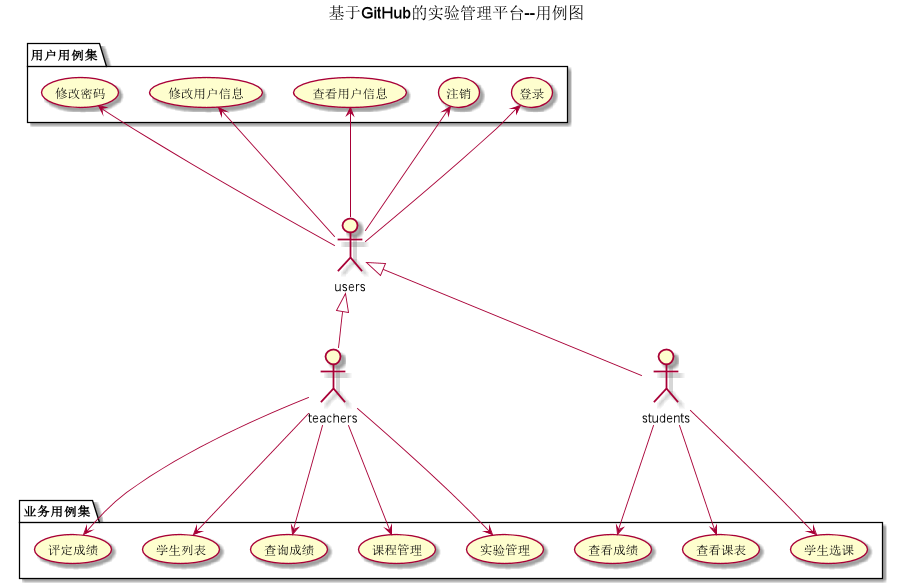 基于GitHub的实验管理平台--用例图
用户用例集
修改密码
修改用户信息
查看用户信息
注销
登录
users
teachers
students
业务用例集
评定成绩
学生列表
查询成绩
课程管理
实验管理
查看成绩
查看课表
学生选课